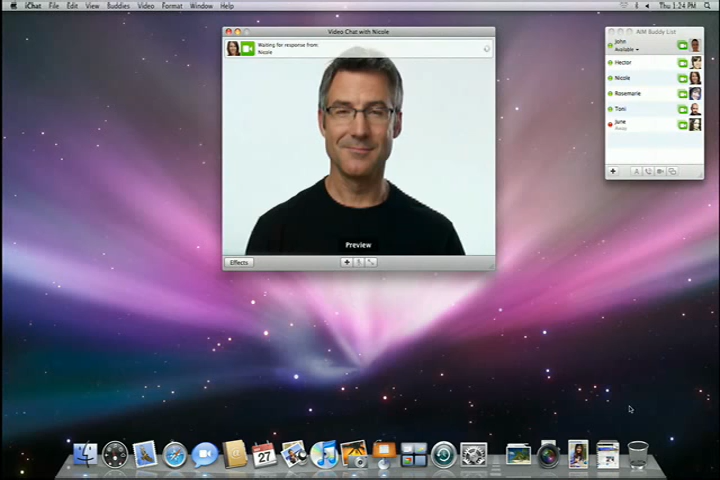 iChat File Edit View Buddies Video Format Window Help
Thu 1:24 PM
Video Chat with Nicole
Waiting for response from:
Nicole
Preview
Effects
AIM Buddy List
John
Available
Hector
Nicole
Rosemarie
Toni
June
Away
27